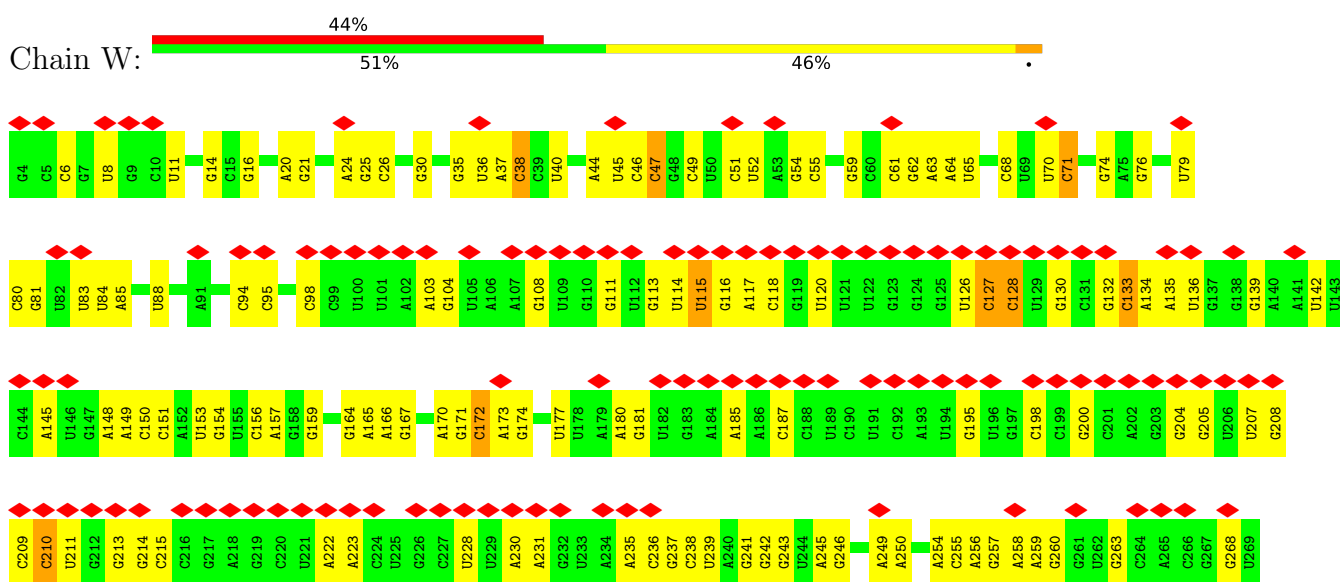 44%
Chain W:
51% 46% •
G4 C5 C6 G7 U8 G9 C10 U11 G14 C15 G16 A20 G21 A24 G25 C26 G30 G35 U36 A37 C38 C39 U40 A44 U45 C46 C47 G48 C49 U50 C51 U52 A53 G54 C55 G59 C60 C61 G62 A63 A64 U65 C68 U69 U70 C71 G74 A75 G76 U79
C80 G81 U82 U83 U84 A85 U88 A91 C94 C95 C98 C99 U100 U101 A102 A103 G104 U105 A106 A107 G108 U109 G110 G111 U112 G113 U114 U115 G116 A117 C118 G119 U120 U121 U122 G123 G124 G125 U126 C127 C128 U129 G130 C131 G132 C133 A134 A135 U136 G137 G138 G139 A140 A141 U142 U143
C144 A145 U146 G147 A148 A149 C150 C151 A152 U153 G154 U155 C156 A157 G158 G159 G164 A165 A166 G167 A170 G171 C172 A173 G174 U177 U178 A179 A180 G181 U182 G183 A184 A185 A186 C187 C188 U189 C190 U191 C192 A193 U194 G195 U196 G197 C198 C199 G200 C201 A202 G203 G204 G205 U206 U207 G208
C209 C210 U211 G212 G213 G214 C215 C216 G217 A218 G219 C220 U221 A222 A223 C224 U225 G226 C227 U228 U229 A230 A231 G232 U233 A234 A235 C236 G237 C238 U239 A240 G241 G242 G243 U244 A245 G246 A249 A250 A254 C255 A256 G257 A258 A259 G260 G261 U262 G263 C264 A265 C266 G267 G268 U269